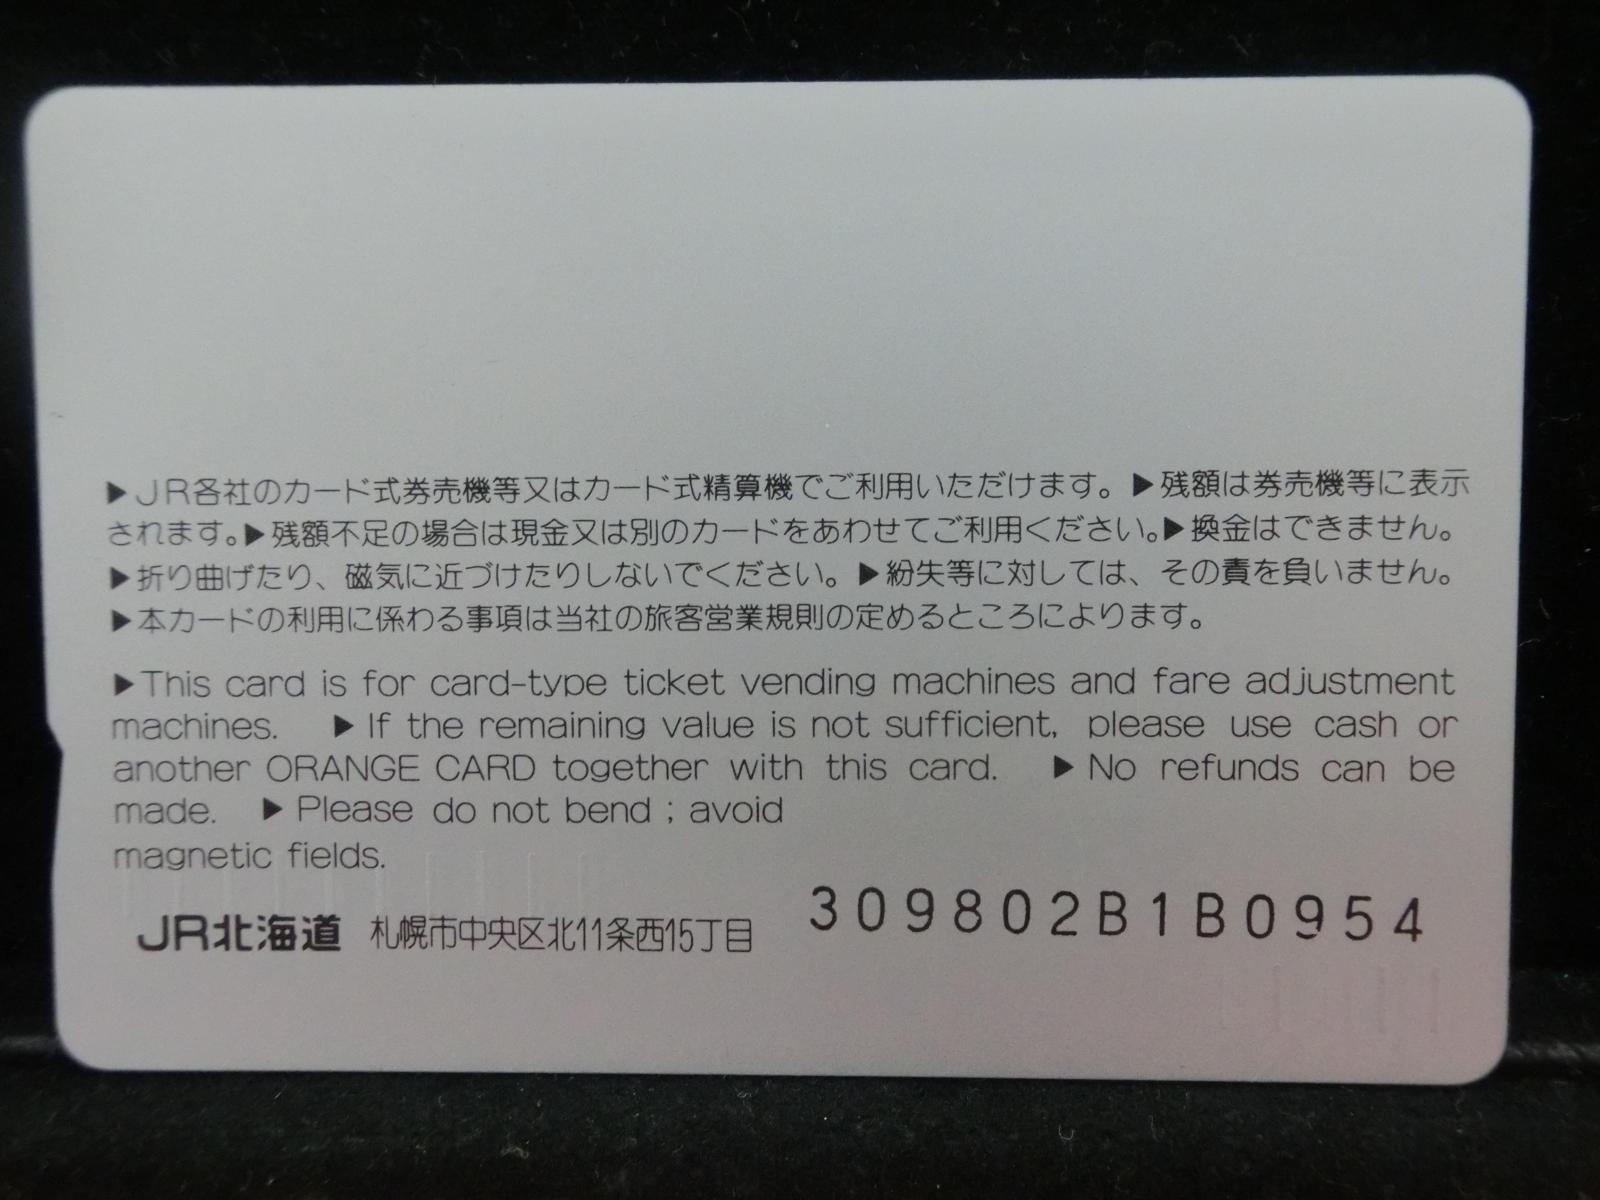 ▶JR各社のカード式券売機等又はカード式精算機でご利用いただけます。▶残額は券売機等に表示
されます。▶残額不足の場合は現金又は別のカードをあわせてご利用ください。▶換金はできません。
▶折り曲げたり、磁気に近づけたりしないでください。▶紛失等に対しては、その責を負いません。
▶本カードの利用に係わる事項は当社の旅客営業規則の定めるところによります。
▶This card is for card-type ticket vending machines and fare adjustment
machines. ▶If the remaining value is not sufficient, please use cash or
another ORANGE CARD together with this card. ▶No refunds can be
made. ▶Please do not bend ; avoid
magnetic fields.
JR北海道 札幌市中央区北11条西15丁目 309802B1B0954